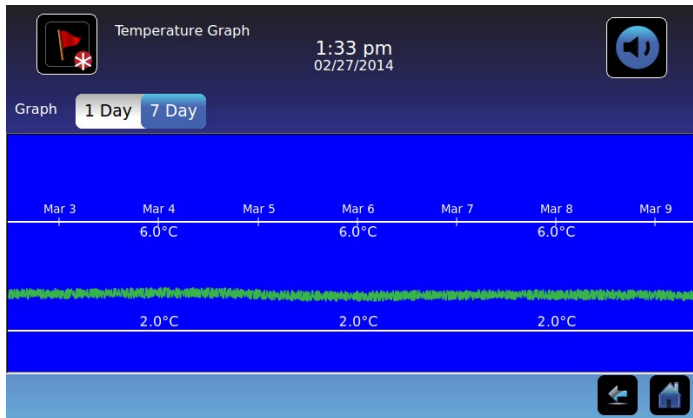 Temperature Graph
1:33 pm
02/27/2014
Graph 1 Day 7 Day
Mar 3 Mar 4 Mar 5 Mar 6 Mar 7 Mar 8 Mar 9
6.0°C 6.0°C 6.0°C
2.0°C 2.0°C 2.0°C